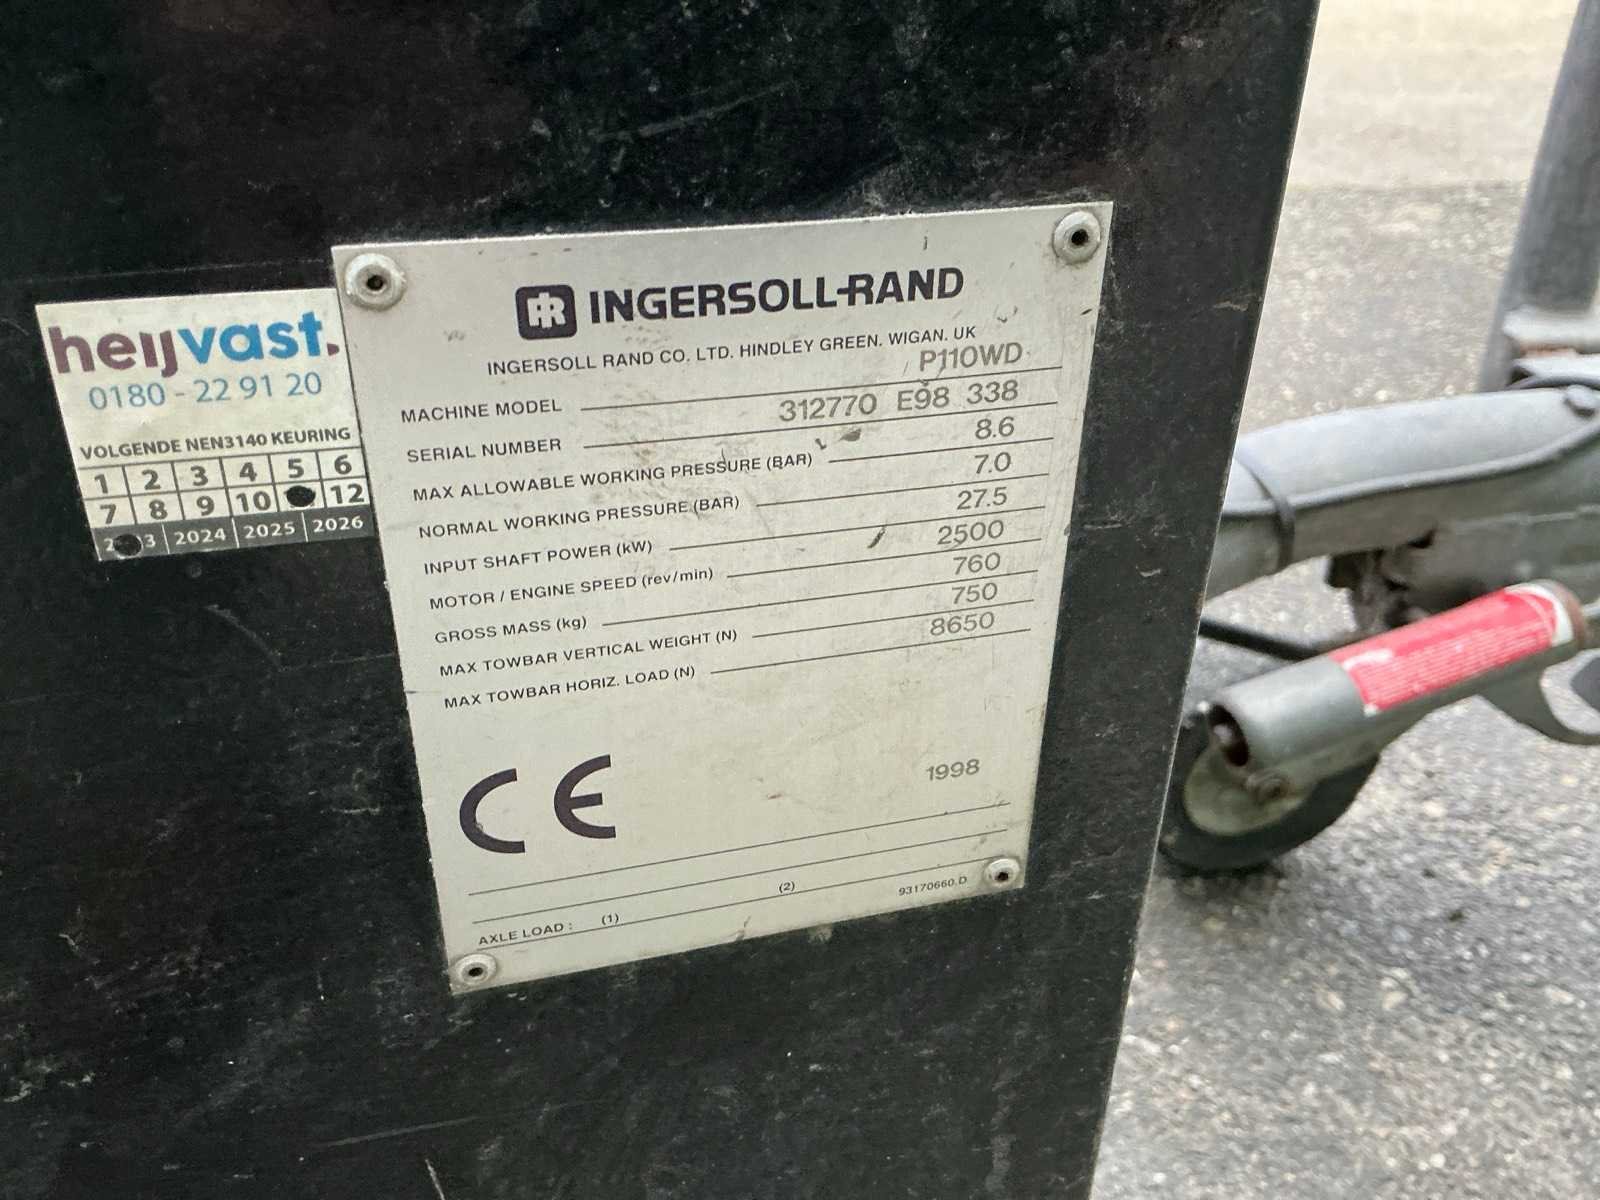 heijvast.
0180 - 22 91 20
VOLGENDE NEN3140 KEURING
1 2 3 4 5 6
7 8 9 10 12
2 3 2024 2025 2026
IR INGERSOLL-RAND
INGERSOLL RAND CO. LTD. HINDLEY GREEN. WIGAN. UK
MACHINE MODEL P110WD
SERIAL NUMBER 312770 E98 338
MAX ALLOWABLE WORKING PRESSURE (BAR) 8.6
NORMAL WORKING PRESSURE (BAR) 7.0
INPUT SHAFT POWER (kW) 27.5
MOTOR / ENGINE SPEED (rev/min) 2500
GROSS MASS (kg) 760
MAX TOWBAR VERTICAL WEIGHT (N) 750
MAX TOWBAR HORIZ. LOAD (N) 8650
CE 1998
AXLE LOAD : (1) (2)
93170660.D